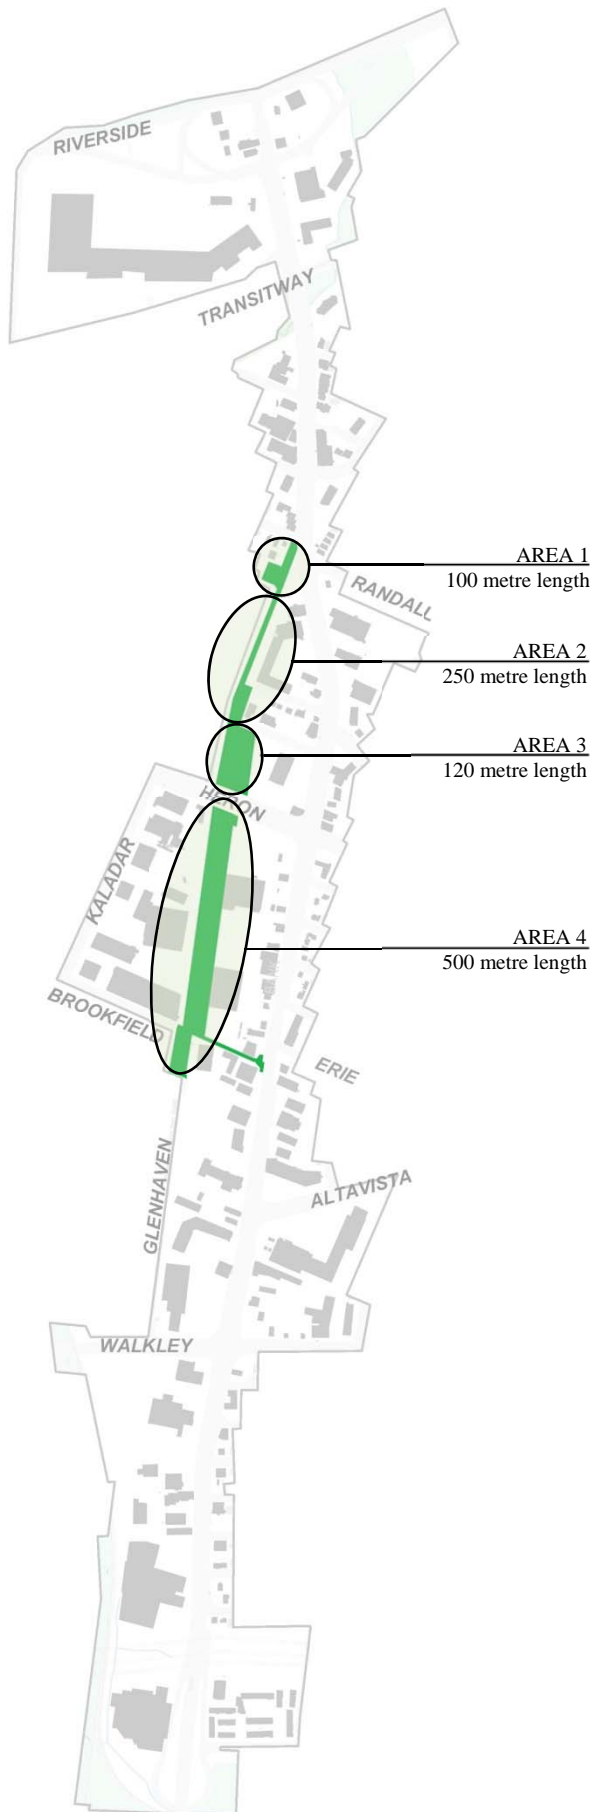 RIVERSIDE
TRANSITWAY
AREA 1
100 metre length
RANDALL
AREA 2
250 metre length
AREA 3
120 metre length
HERON
KALADAR
AREA 4
500 metre length
BROOKFIELD
ERIE
GLENHAVEN
ALTAVISTA
WALKLEY